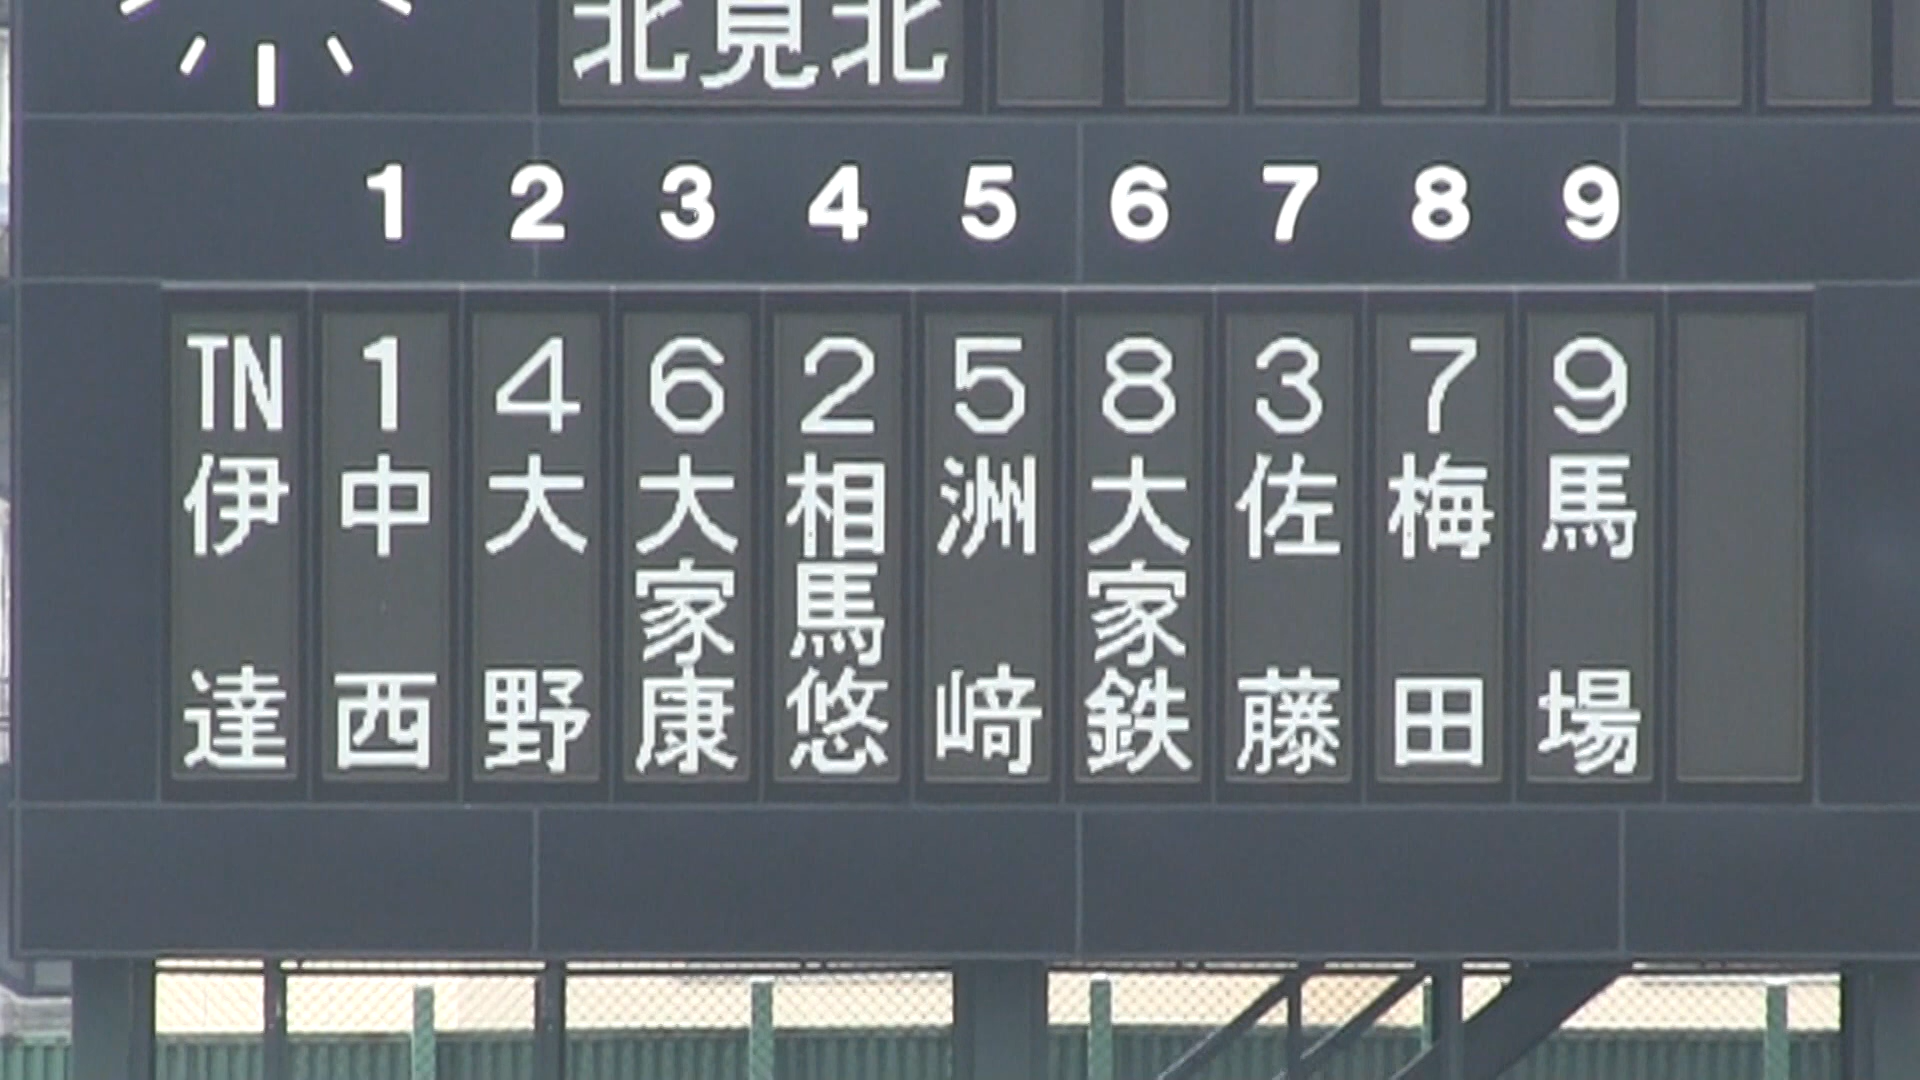 北見北
1 2 3 4 5 6 7 8 9
TN 1 4 6 2 5 8 3 7 9
伊達
中西
大野
大家康
相馬悠
洲﨑
大家鉄
佐藤
梅田
馬場